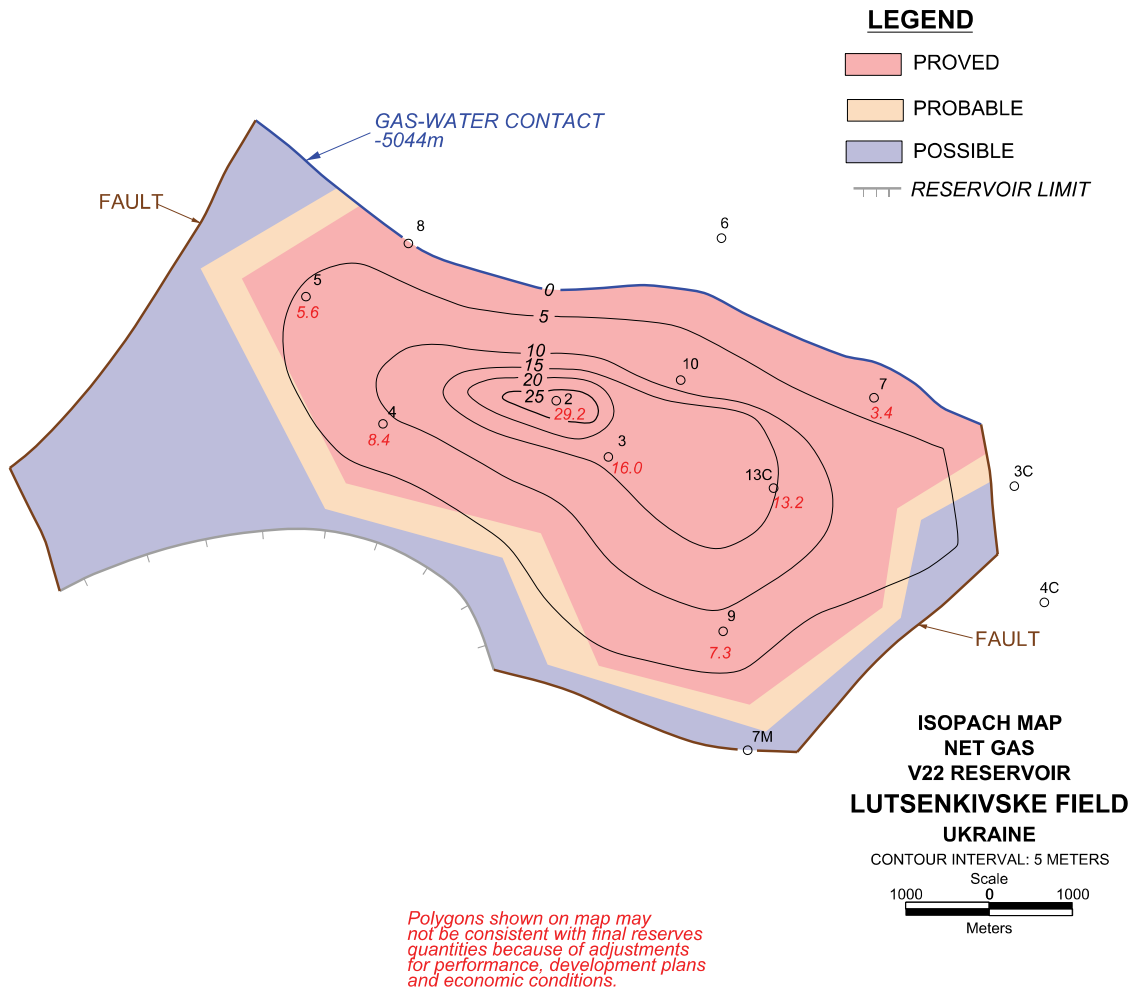 LEGEND
PROVED
PROBABLE
POSSIBLE
RESERVOIR LIMIT
GAS-WATER CONTACT
-5044m
FAULT
8
6
5
5.6
0
5
10
15
20
25
2
29.2
10
7
3.4
4
8.4
3
16.0
13C
13.2
3C
4C
9
7.3
FAULT
7M
ISOPACH MAP
NET GAS
V22 RESERVOIR
LUTSENKIVSKE FIELD
UKRAINE
CONTOUR INTERVAL: 5 METERS
Scale
1000 0 1000
Meters
Polygons shown on map may
not be consistent with final reserves
quantities because of adjustments
for performance, development plans
and economic conditions.